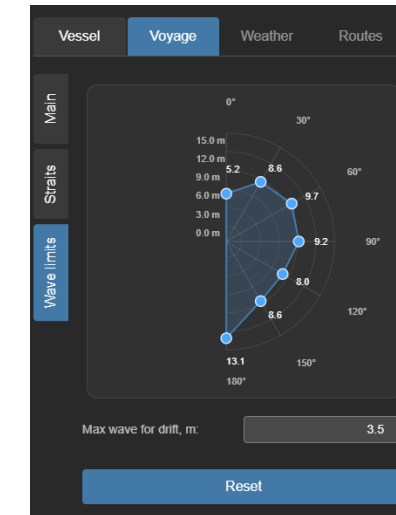 Vessel Voyage Weather Routes
Main
Straits
Wave limits
0°
30°
60°
90°
120°
150°
180°
15.0 m
12.0 m
9.0 m
6.0 m
3.0 m
0.0 m
5.2
8.6
9.7
9.2
8.0
8.6
13.1
Max wave for drift, m: 3.5
Reset